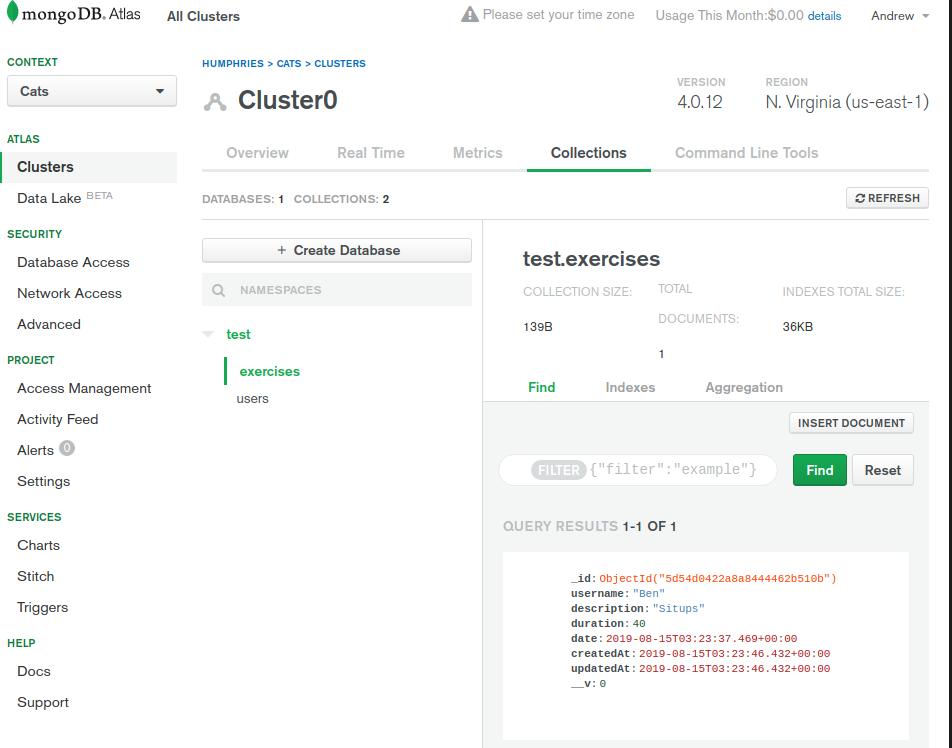 mongoDB. Atlas All Clusters Please set your time zone Usage This Month:$0.00 details Andrew
CONTEXT
Cats
ATLAS
Clusters
Data Lake BETA
SECURITY
Database Access
Network Access
Advanced
PROJECT
Access Management
Activity Feed
Alerts 0
Settings
SERVICES
Charts
Stitch
Triggers
HELP
Docs
Support
HUMPHRIES > CATS > CLUSTERS
Cluster0
VERSION
4.0.12
REGION
N. Virginia (us-east-1)
Overview Real Time Metrics Collections Command Line Tools
DATABASES: 1 COLLECTIONS: 2
REFRESH
+ Create Database
NAMESPACES
test
exercises
users
test.exercises
COLLECTION SIZE:
139B
TOTAL
DOCUMENTS:
1
INDEXES TOTAL SIZE:
36KB
Find Indexes Aggregation
INSERT DOCUMENT
FILTER {"filter":"example"} Find Reset
QUERY RESULTS 1-1 OF 1
_id: ObjectId("5d54d0422a8a8444462b510b")
username: "Ben"
description: "Situps"
duration: 40
date: 2019-08-15T03:23:37.469+00:00
createdAt: 2019-08-15T03:23:46.432+00:00
updatedAt: 2019-08-15T03:23:46.432+00:00
__v: 0